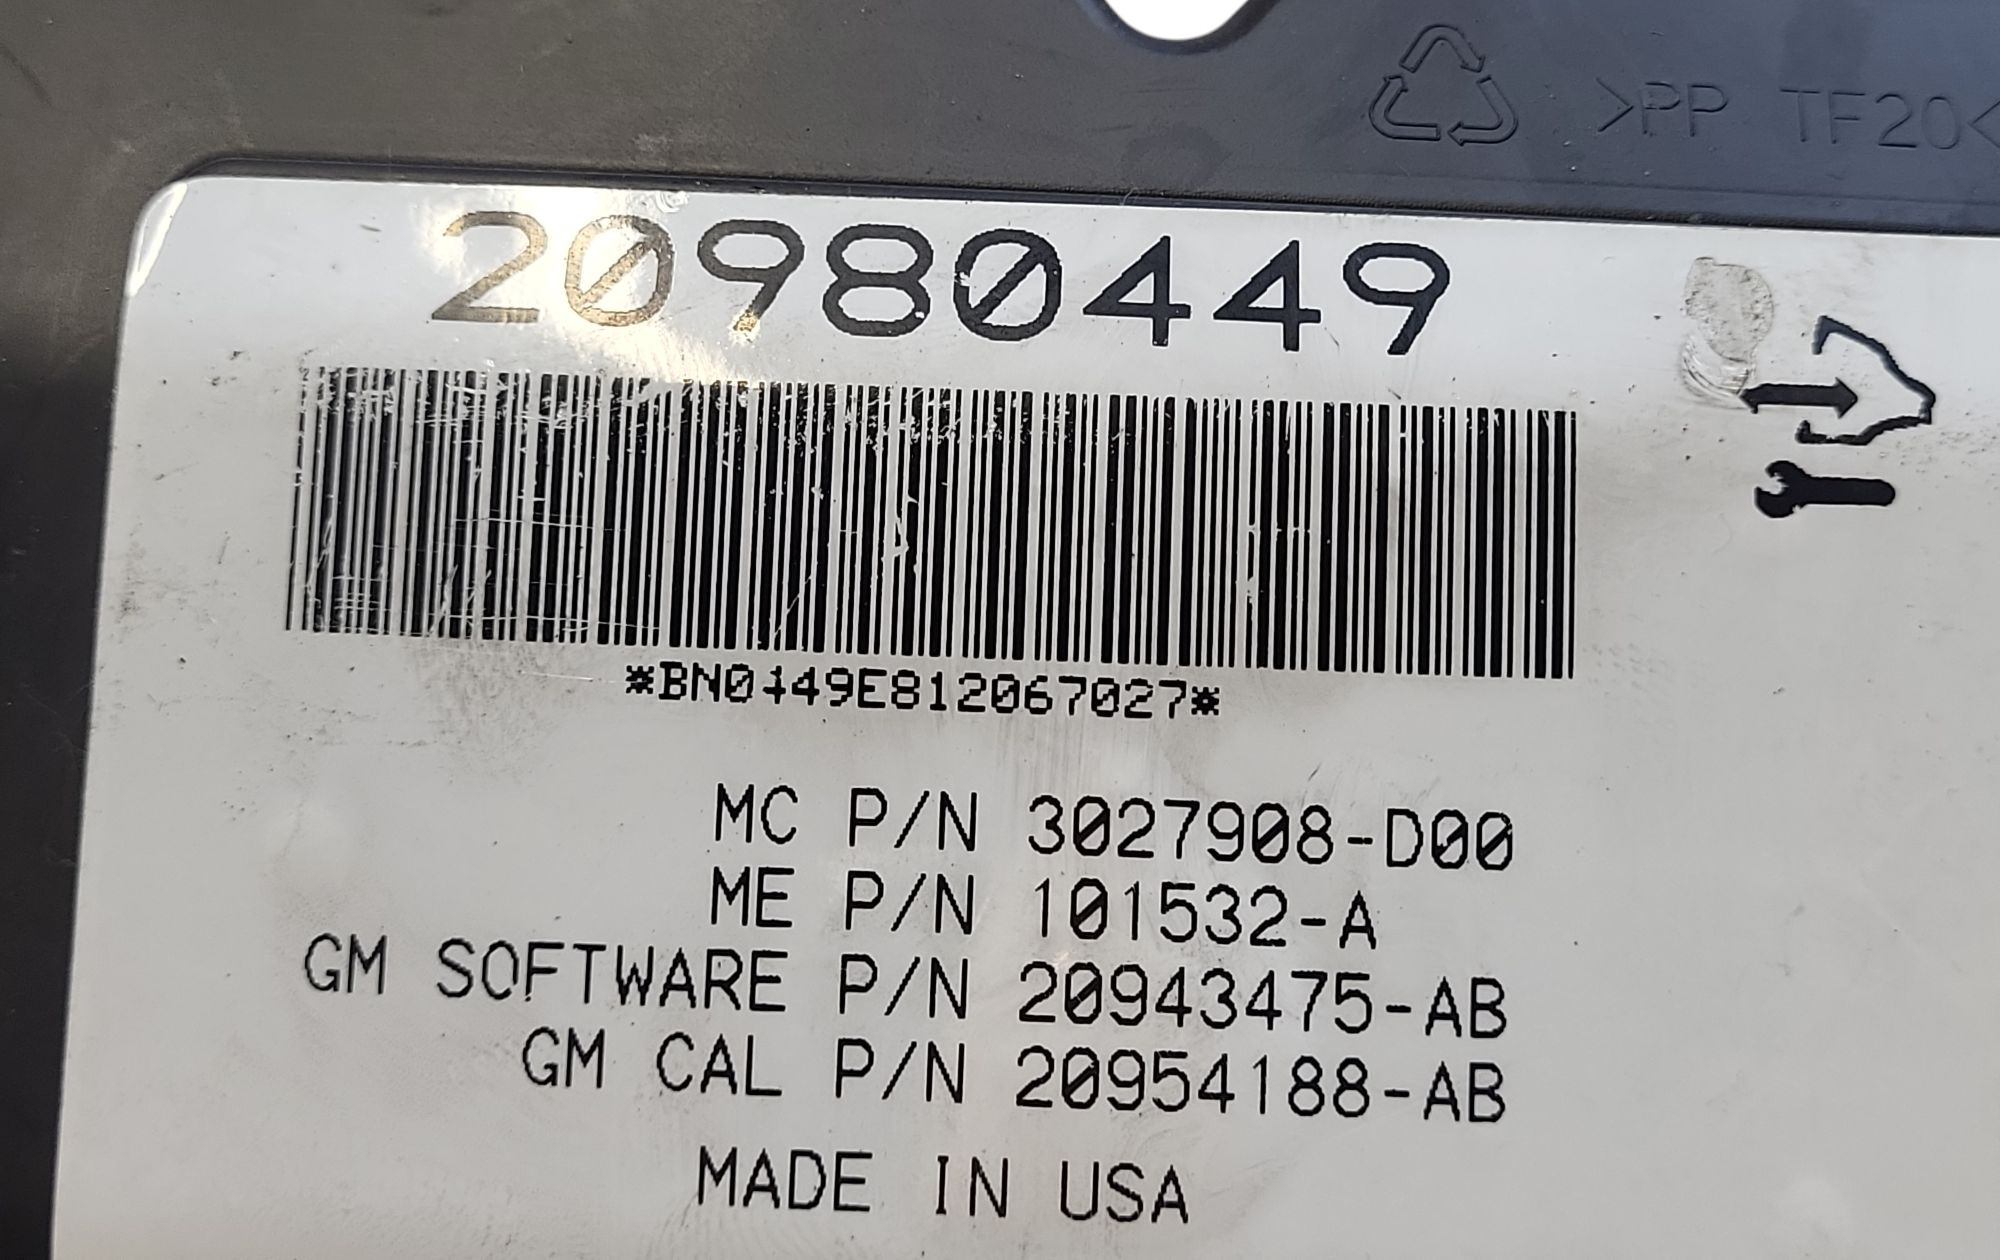 >PP TF20<
20980449
*BN0449E812067027*
MC P/N 3027908-D00
ME P/N 101532-A
GM SOFTWARE P/N 20943475-AB
GM CAL P/N 20954188-AB
MADE IN USA